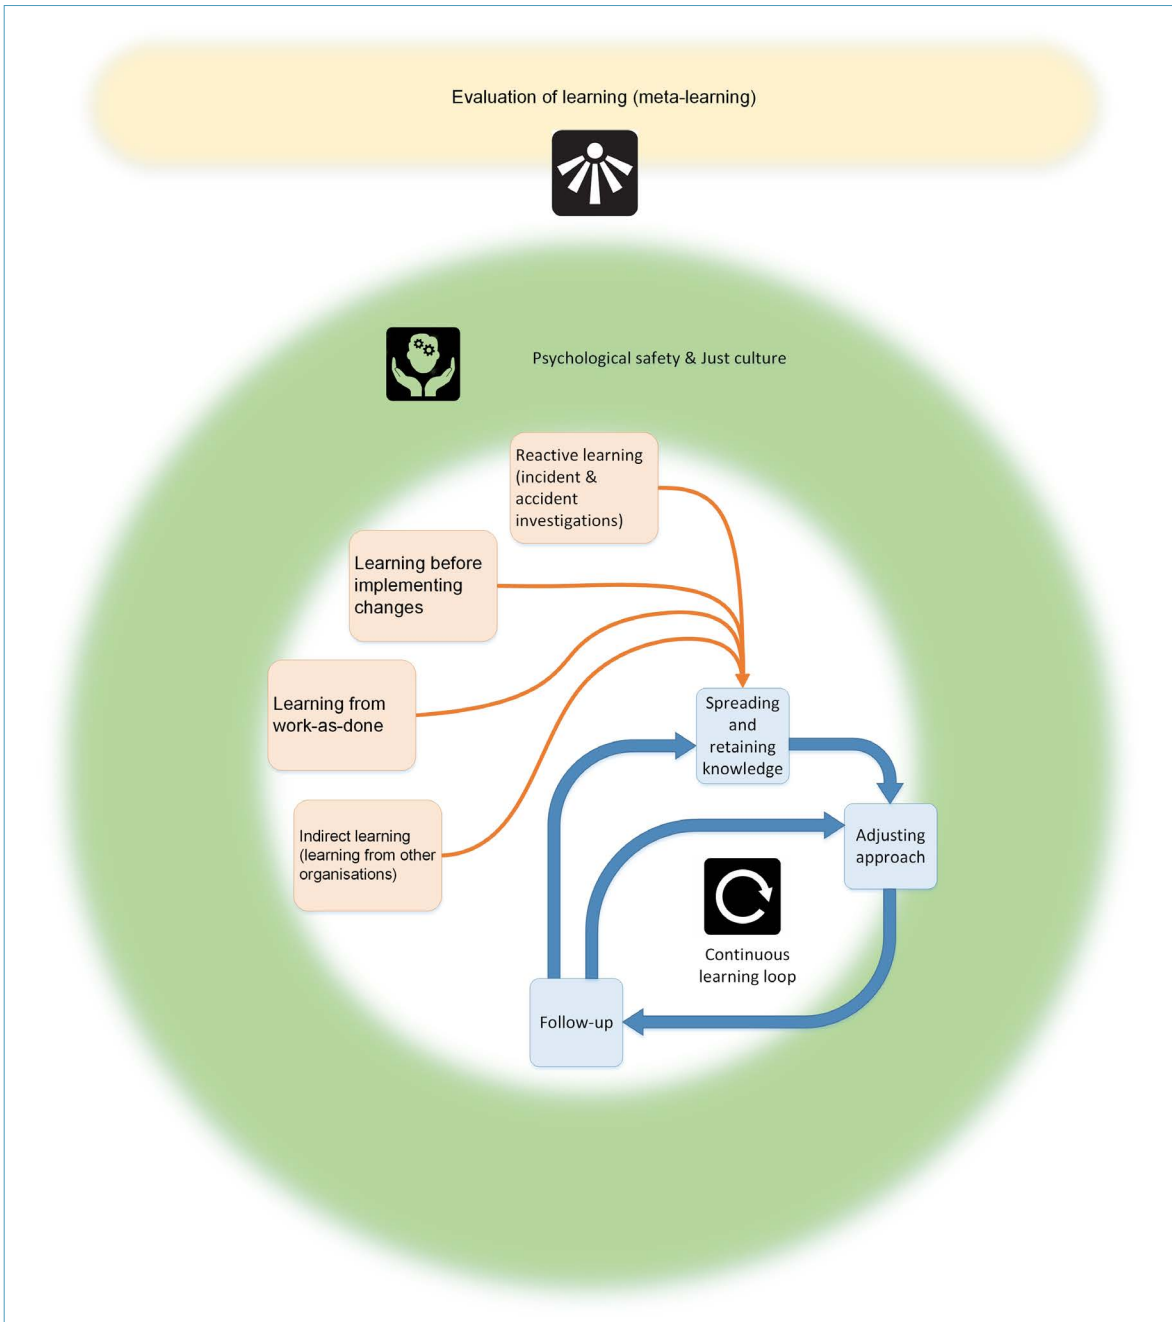 Evaluation of learning (meta-learning)
Psychological safety & Just culture
Reactive learning
(incident &
accident
investigations)
Learning before
implementing
changes
Learning from
work-as-done
Indirect learning
(learning from other
organisations)
Spreading
and
retaining
knowledge
Adjusting
approach
Continuous
learning loop
Follow-up